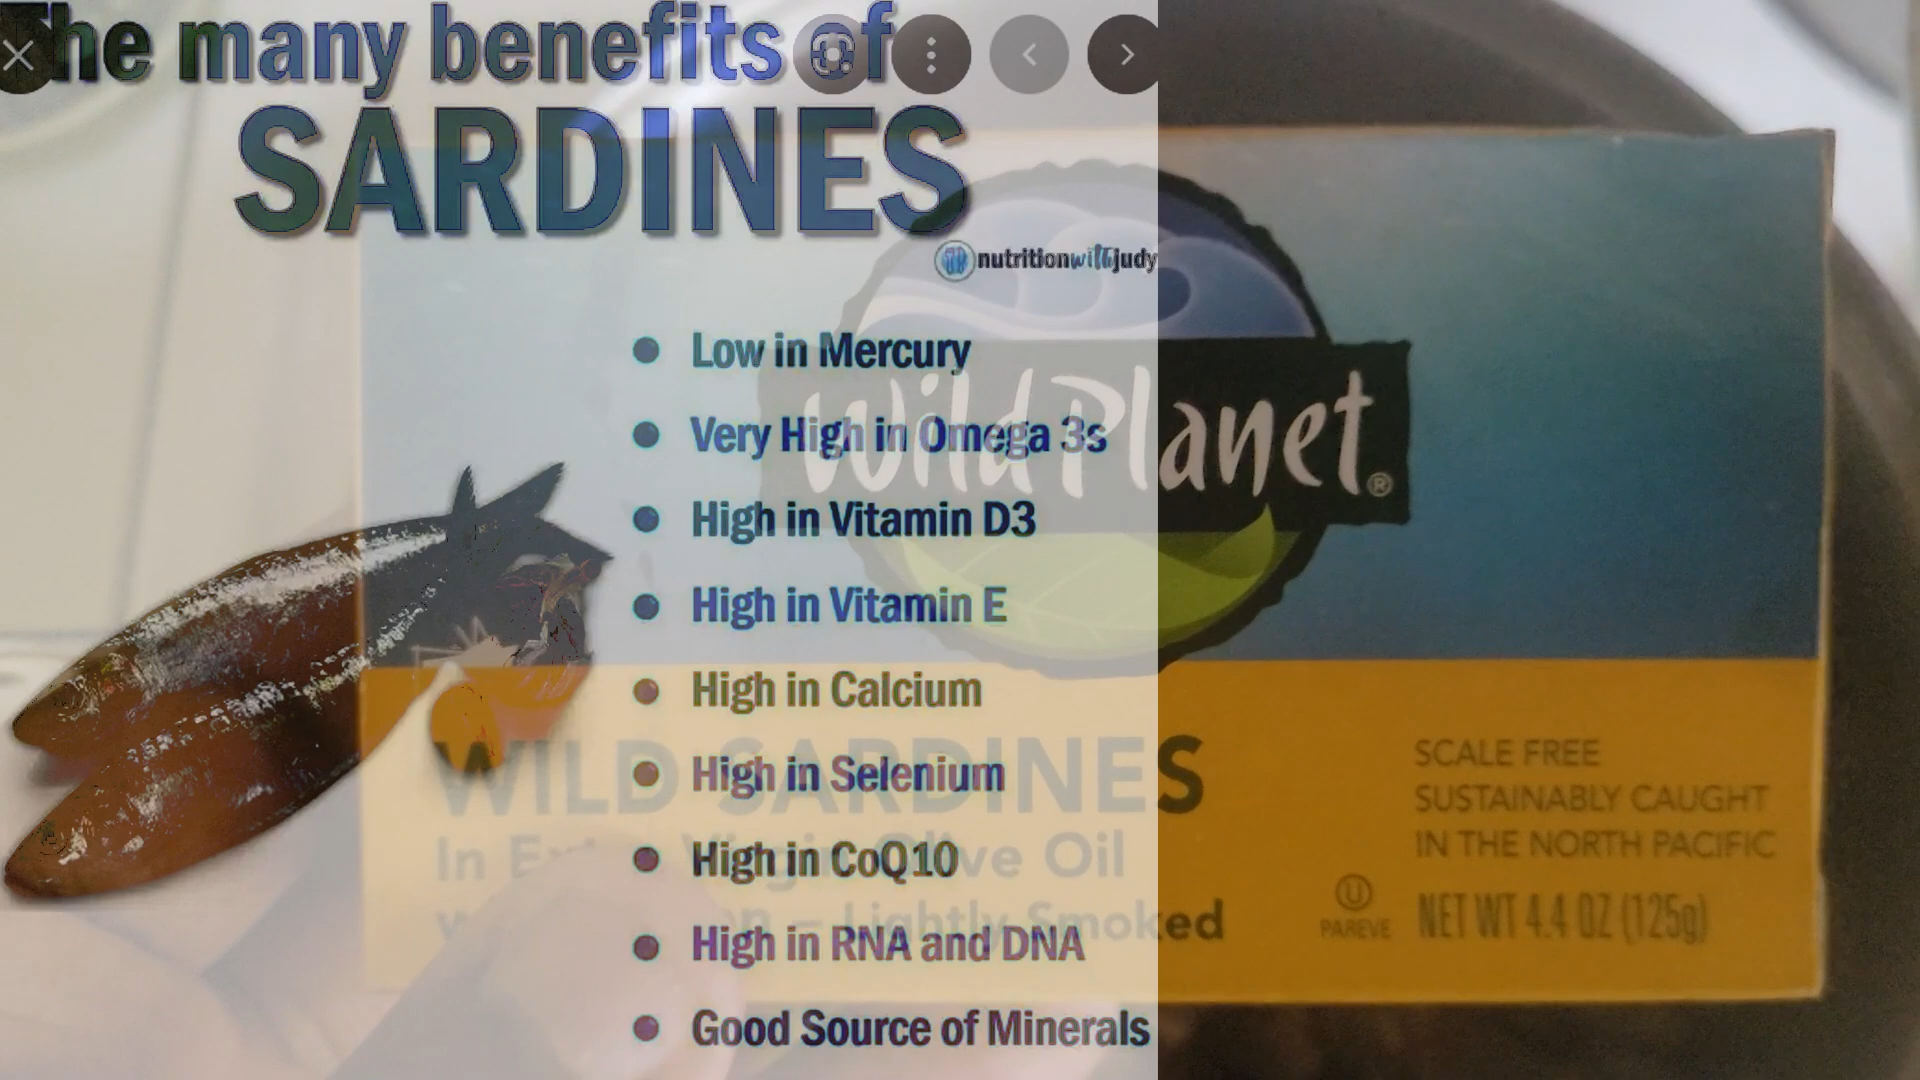 The many benefits of
SARDINES
nutritionwithjudy
Low in Mercury
Very High in Omega 3s
High in Vitamin D3
High in Vitamin E
High in Calcium
High in Selenium
High in CoQ10
High in RNA and DNA
Good Source of Minerals
Wild Planet®
WILD SARDINES
In Extra Virgin Olive Oil
Lightly Smoked
SCALE FREE
SUSTAINABLY CAUGHT
IN THE NORTH PACIFIC
U
PAREVE
NET WT 4.4 OZ (125g)